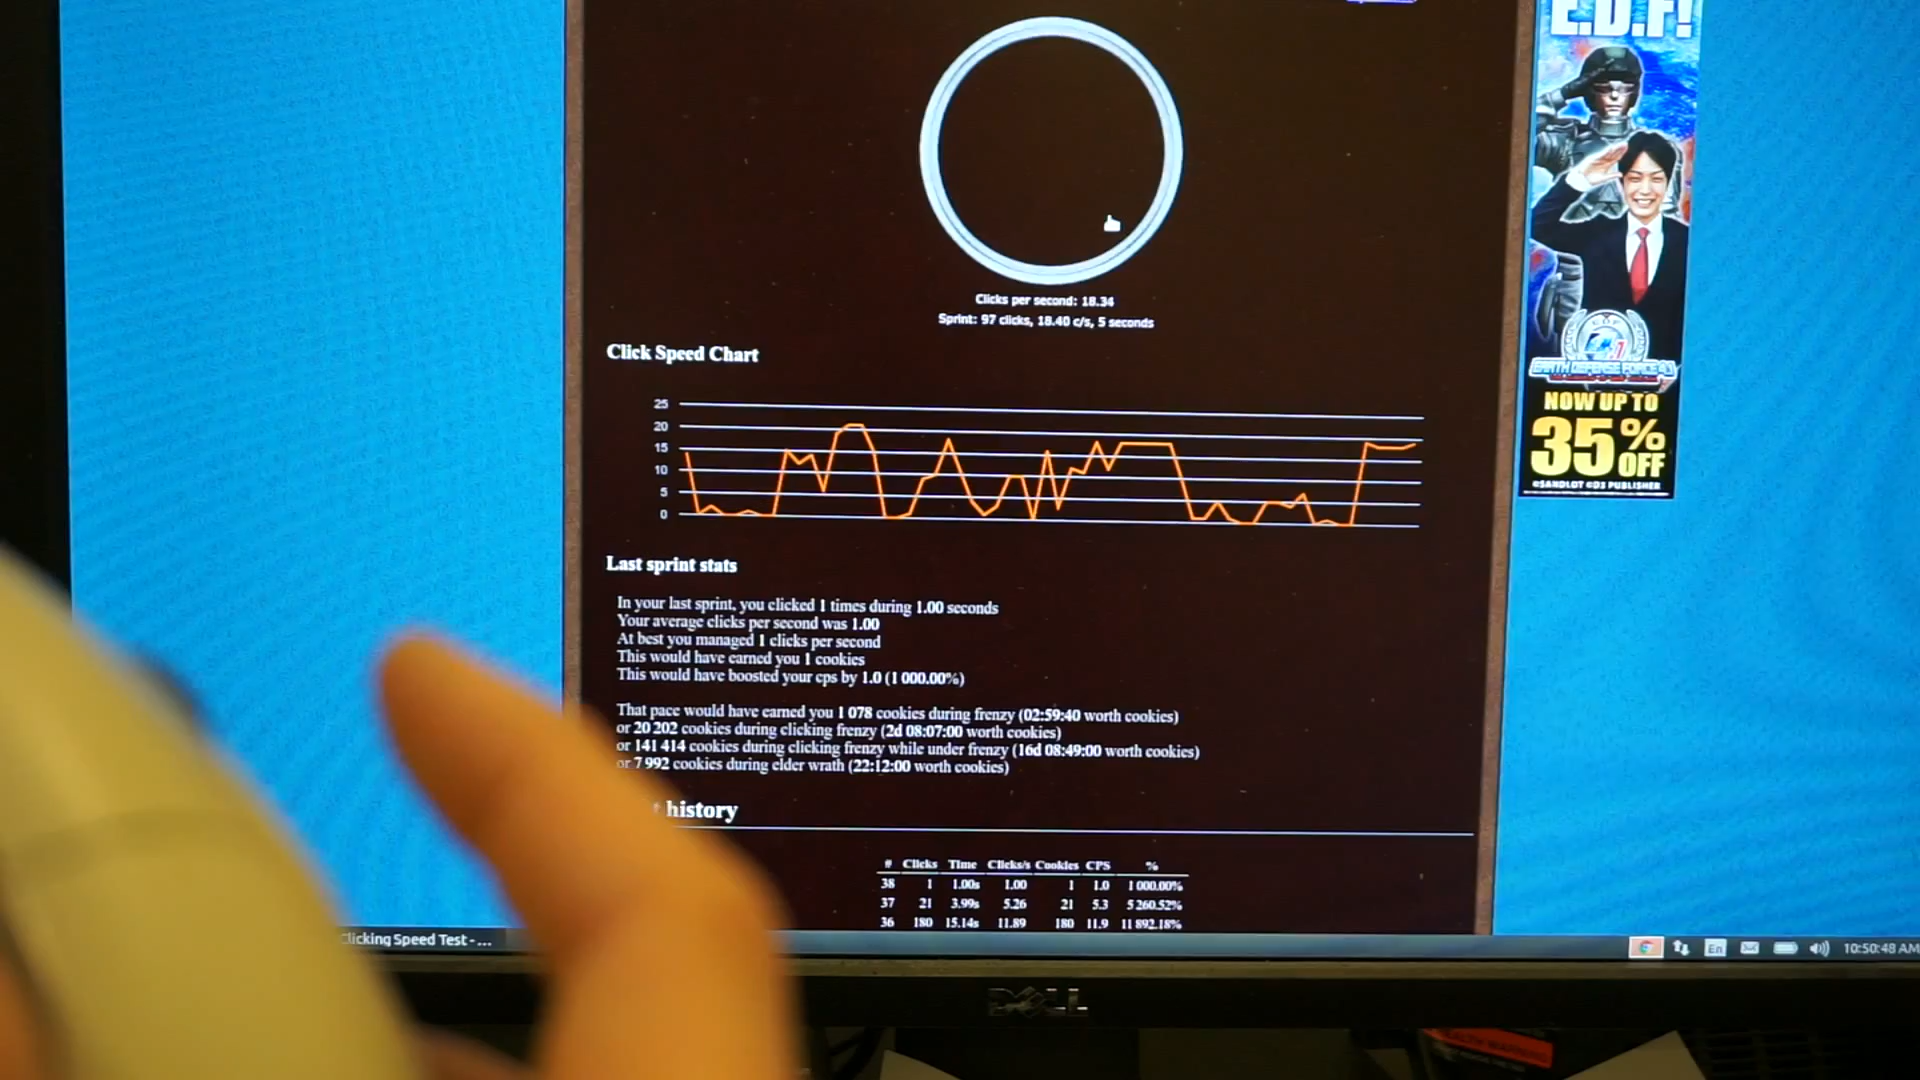 E.D.F!
Clicks per second: 18.34
Sprint: 97 clicks, 18.40 c/s, 5 seconds
Click Speed Chart
25
20
15
10
5
0
EARTH DEFENSE FORCE 4.1
NOW UP TO
35% OFF
©SANDLOT ©D3 PUBLISHER
Last sprint stats
In your last sprint, you clicked 1 times during 1.00 seconds
Your average clicks per second was 1.00
At best you managed 1 clicks per second
This would have earned you 1 cookies
This would have boosted your cps by 1.0 (1 000.00%)
That pace would have earned you 1 078 cookies during frenzy (02:59:40 worth cookies)
or 20 202 cookies during clicking frenzy (2d 08:07:00 worth cookies)
or 141 414 cookies during clicking frenzy while under frenzy (16d 08:49:00 worth cookies)
or 7 992 cookies during elder wrath (22:12:00 worth cookies)
history
# Clicks Time Clicks/s Cookies CPS %
38 1 1.00s 1.00 1 1.0 1 000.00%
37 21 3.99s 5.26 21 5.3 5 260.52%
36 180 15.14s 11.89 180 11.9 11 892.18%
Clicking Speed Test - ...
En
10:50:48 AM
DELL